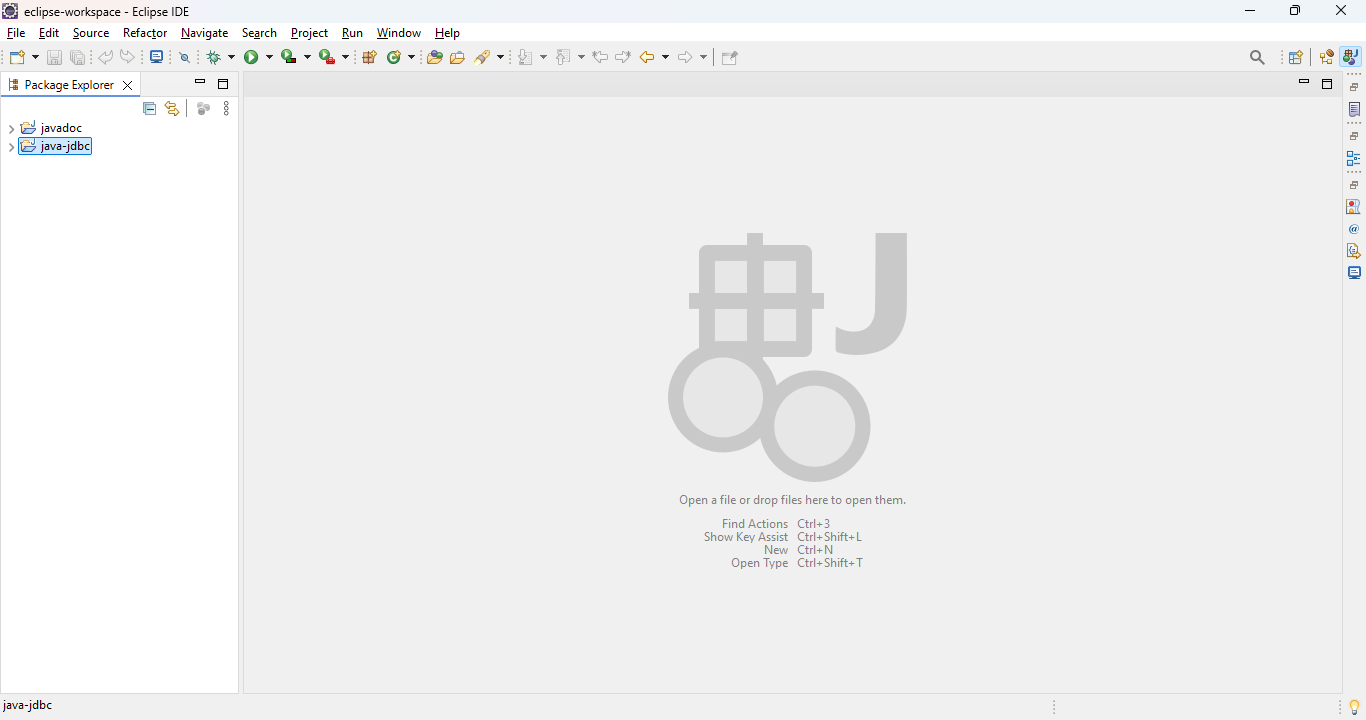 eclipse-workspace - Eclipse IDE
File Edit Source Refactor Navigate Search Project Run Window Help
Package Explorer
javadoc
java-jdbc
Open a file or drop files here to open them.
Find Actions Ctrl+3
Show Key Assist Ctrl+Shift+L
New Ctrl+N
Open Type Ctrl+Shift+T
java-jdbc